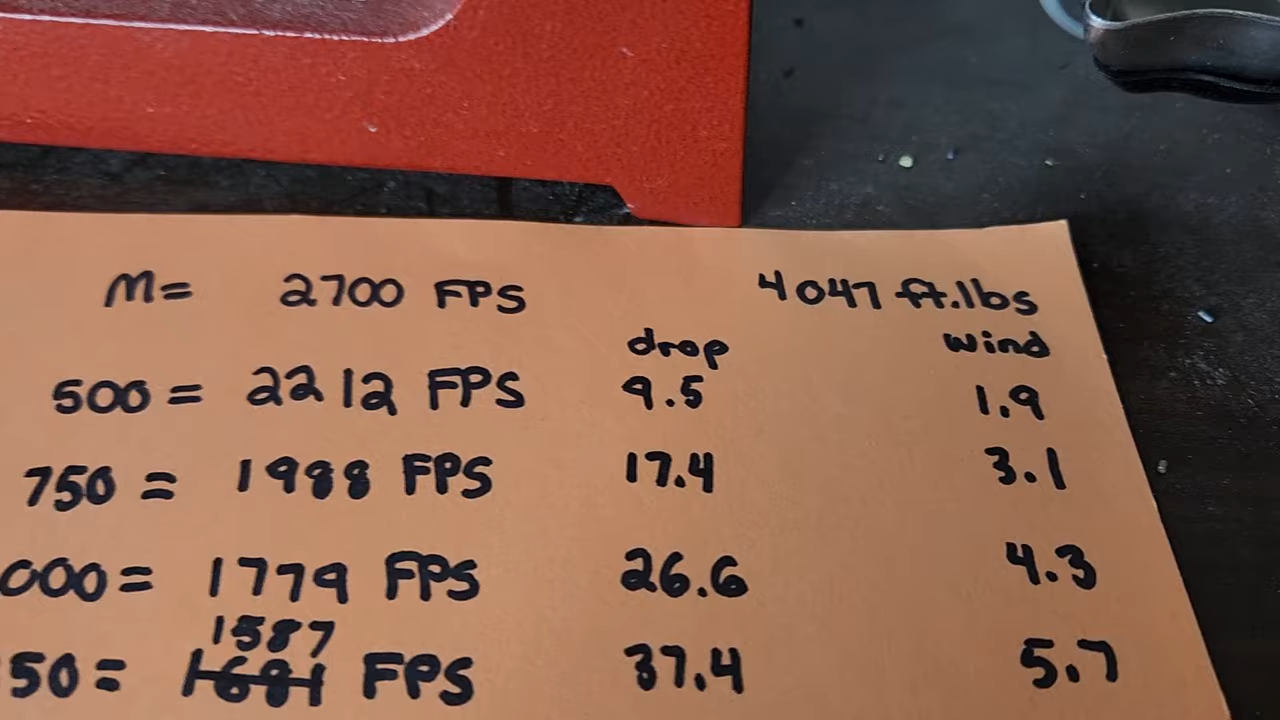 M= 2700 FPS 4047 ft.lbs
drop wind
500 = 2212 FPS 9.5 1.9
750 = 1988 FPS 17.4 3.1
000 = 1779 FPS 26.6 4.3
1587
50 = 1681 FPS 37.4 5.7